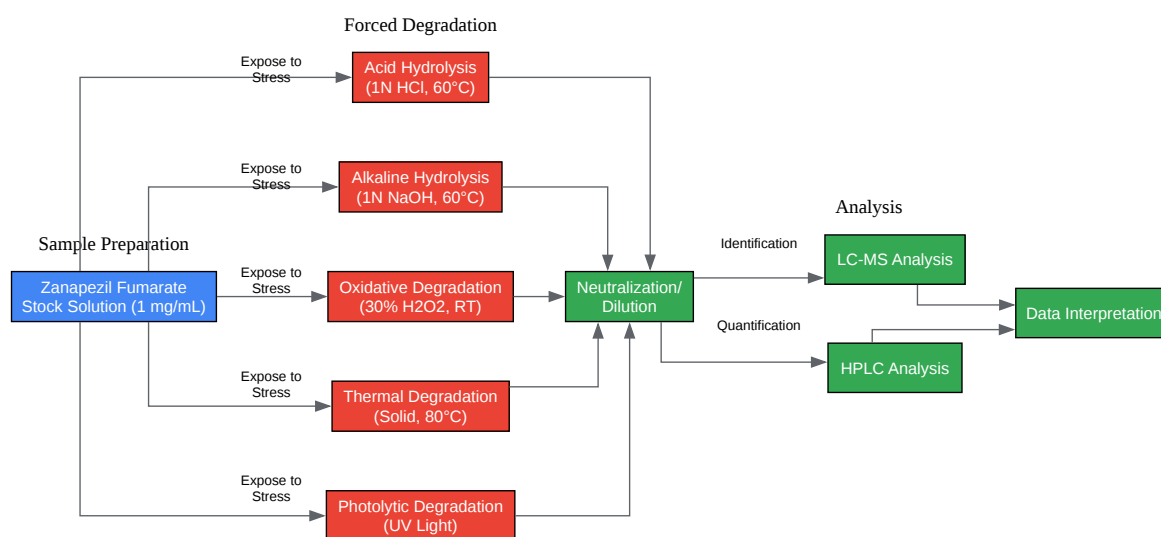 Forced Degradation
Expose to
Stress
Acid Hydrolysis
(1N HCl, 60°C)
Expose to
Stress
Alkaline Hydrolysis
(1N NaOH, 60°C)
Analysis
Sample Preparation
Identification
LC-MS Analysis
Zanapezil Fumarate
Stock Solution (1 mg/mL)
Expose to
Stress
Oxidative Degradation
(30% H2O2, RT)
Neutralization/
Dilution
Data Interpretation
Quantification
HPLC Analysis
Expose to
Stress
Thermal Degradation
(Solid, 80°C)
Expose to
Stress
Photolytic Degradation
(UV Light)